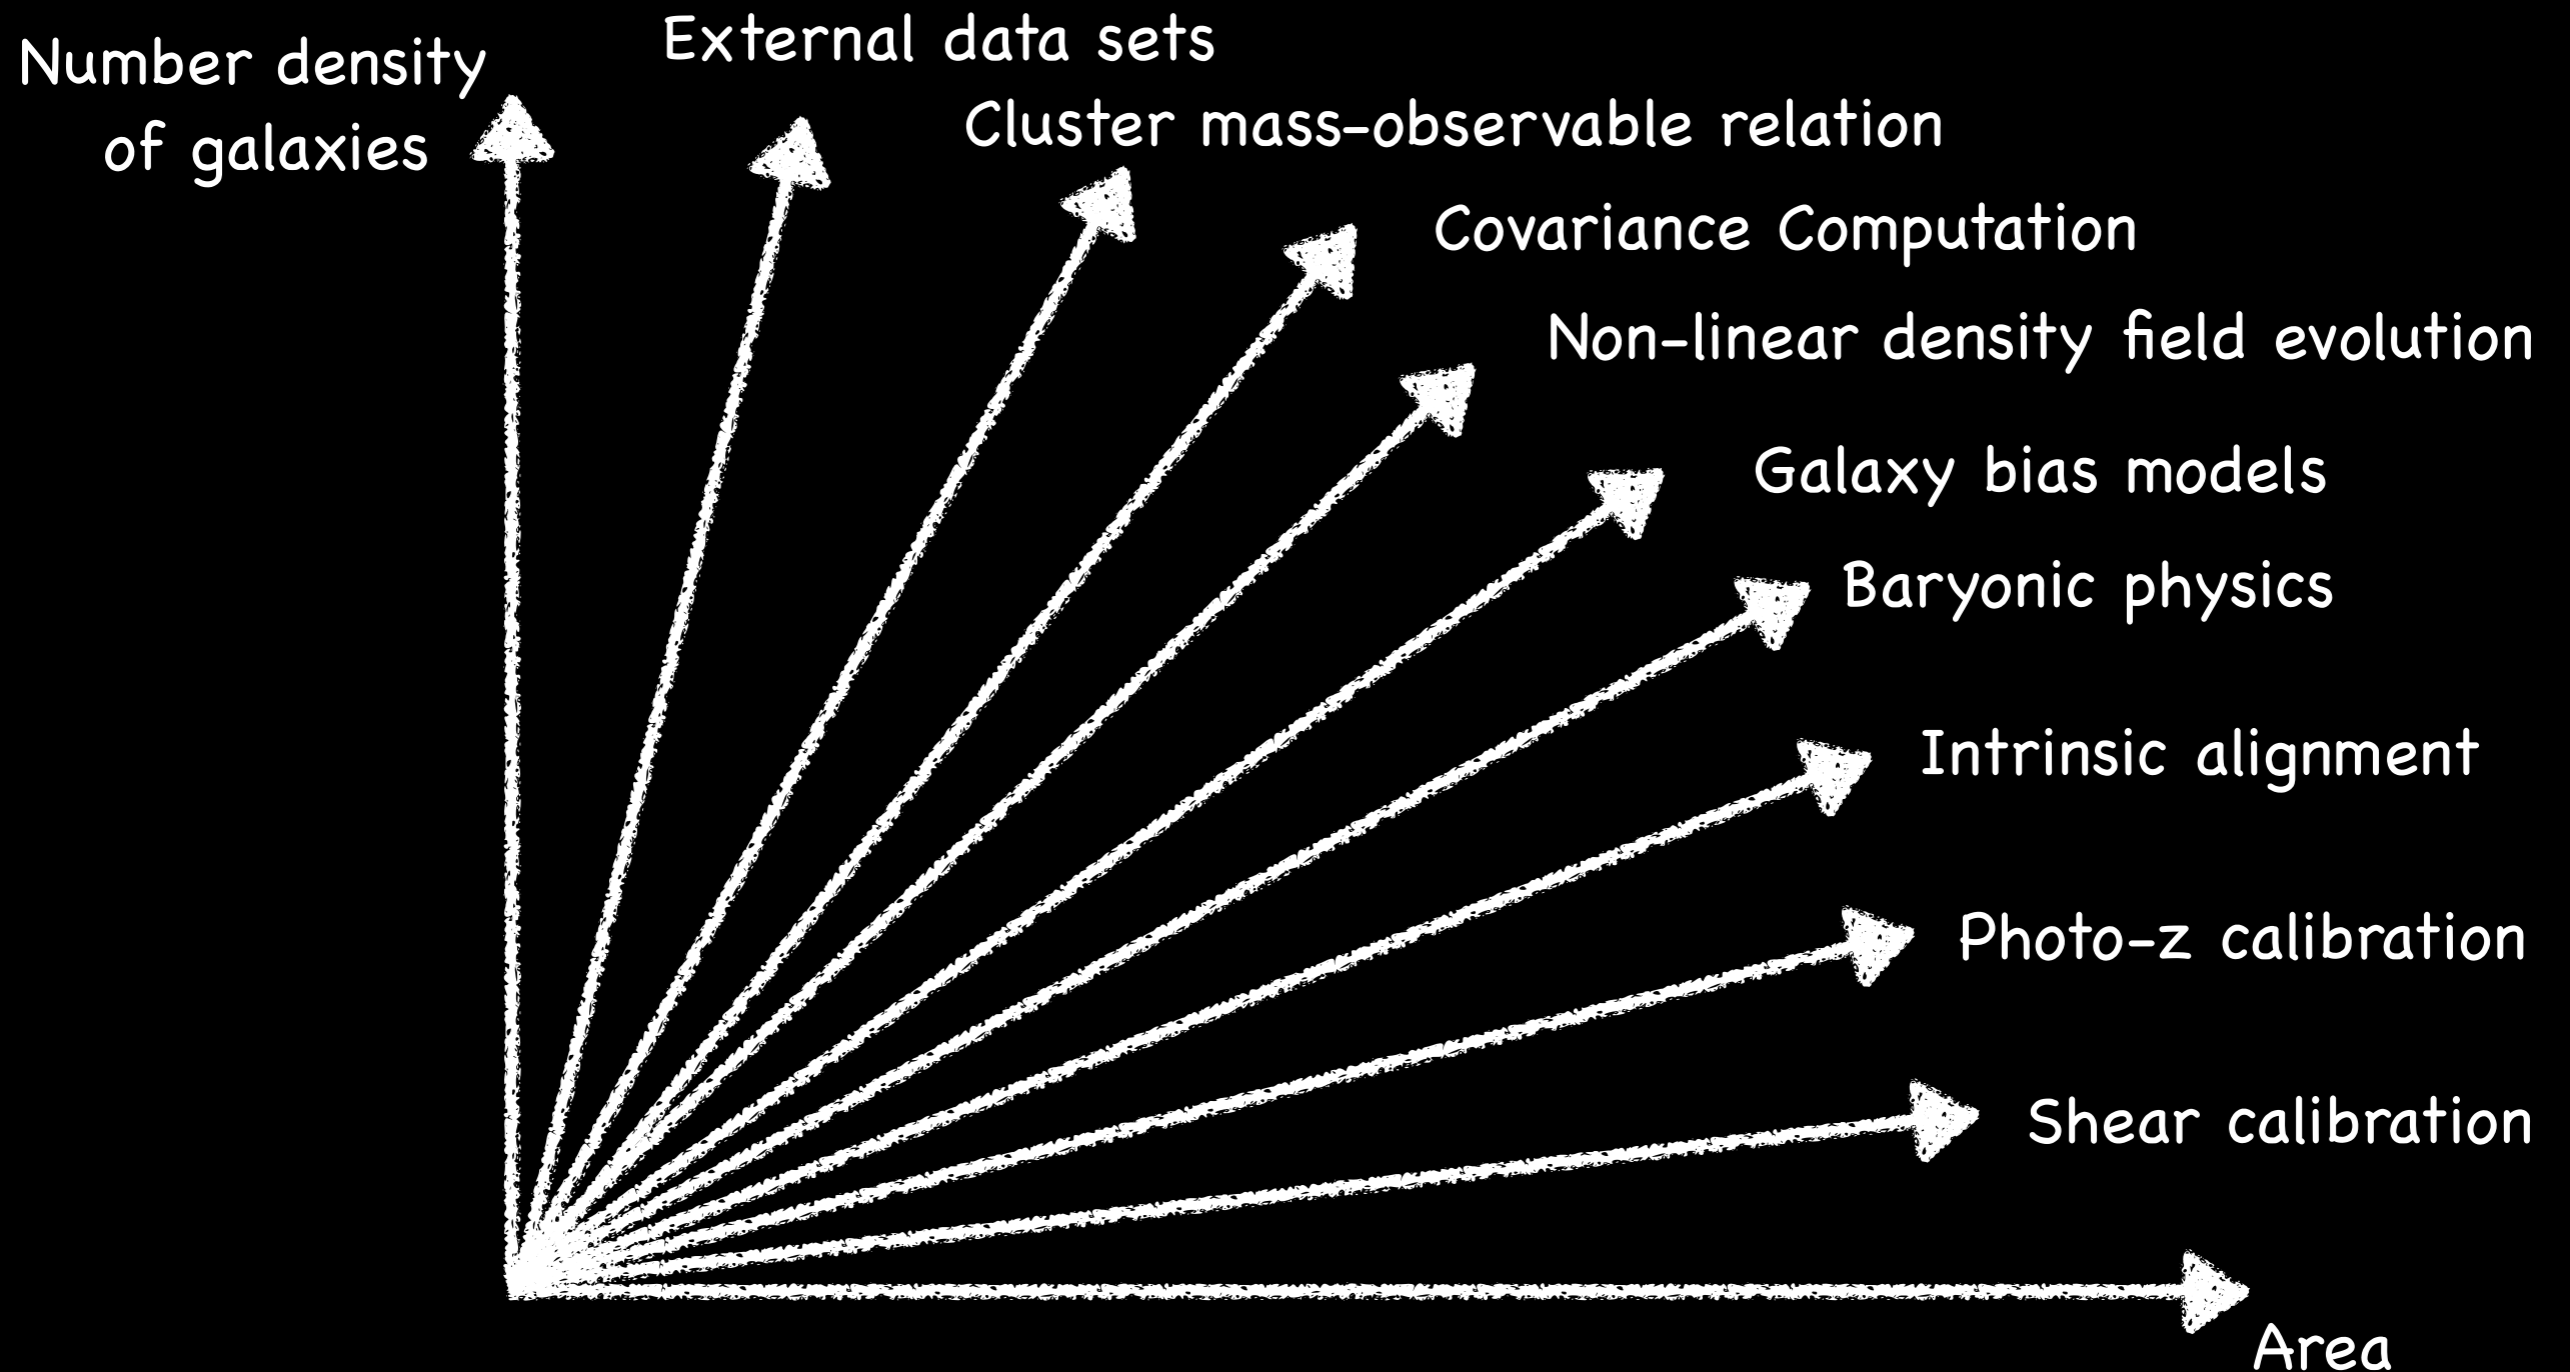 Number density
of galaxies
External data sets
Cluster mass-observable relation
Covariance Computation
Non-linear density field evolution
Galaxy bias models
Baryonic physics
Intrinsic alignment
Photo-z calibration
Shear calibration
Area